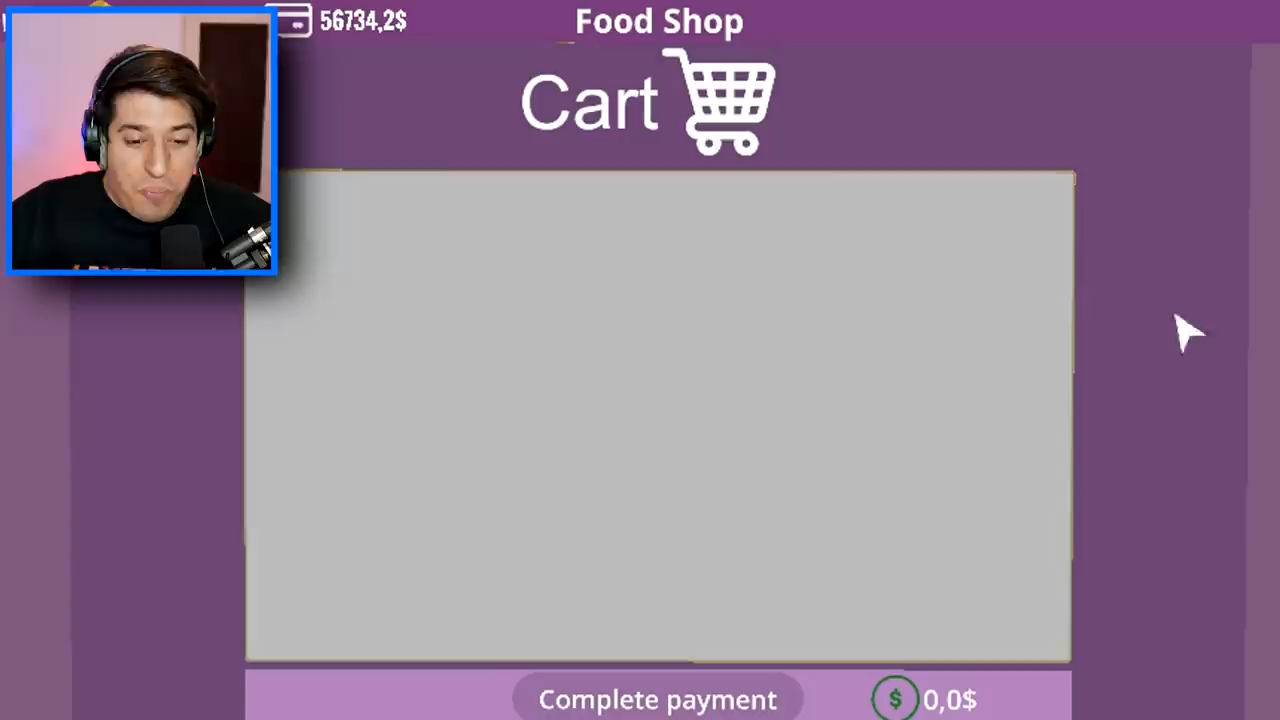 56734,2$
Food Shop
Cart
Complete payment
$ 0,0$